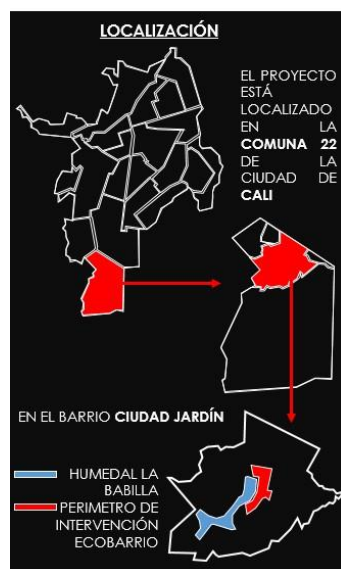 LOCALIZACIÓN
EL PROYECTO
ESTÁ
LOCALIZADO
EN LA
COMUNA 22
DE LA
CIUDAD DE
CALI
EN EL BARRIO CIUDAD JARDÍN
HUMEDAL LA
BABILLA
PERIMETRO DE
INTERVENCIÓN
ECOBARRIO